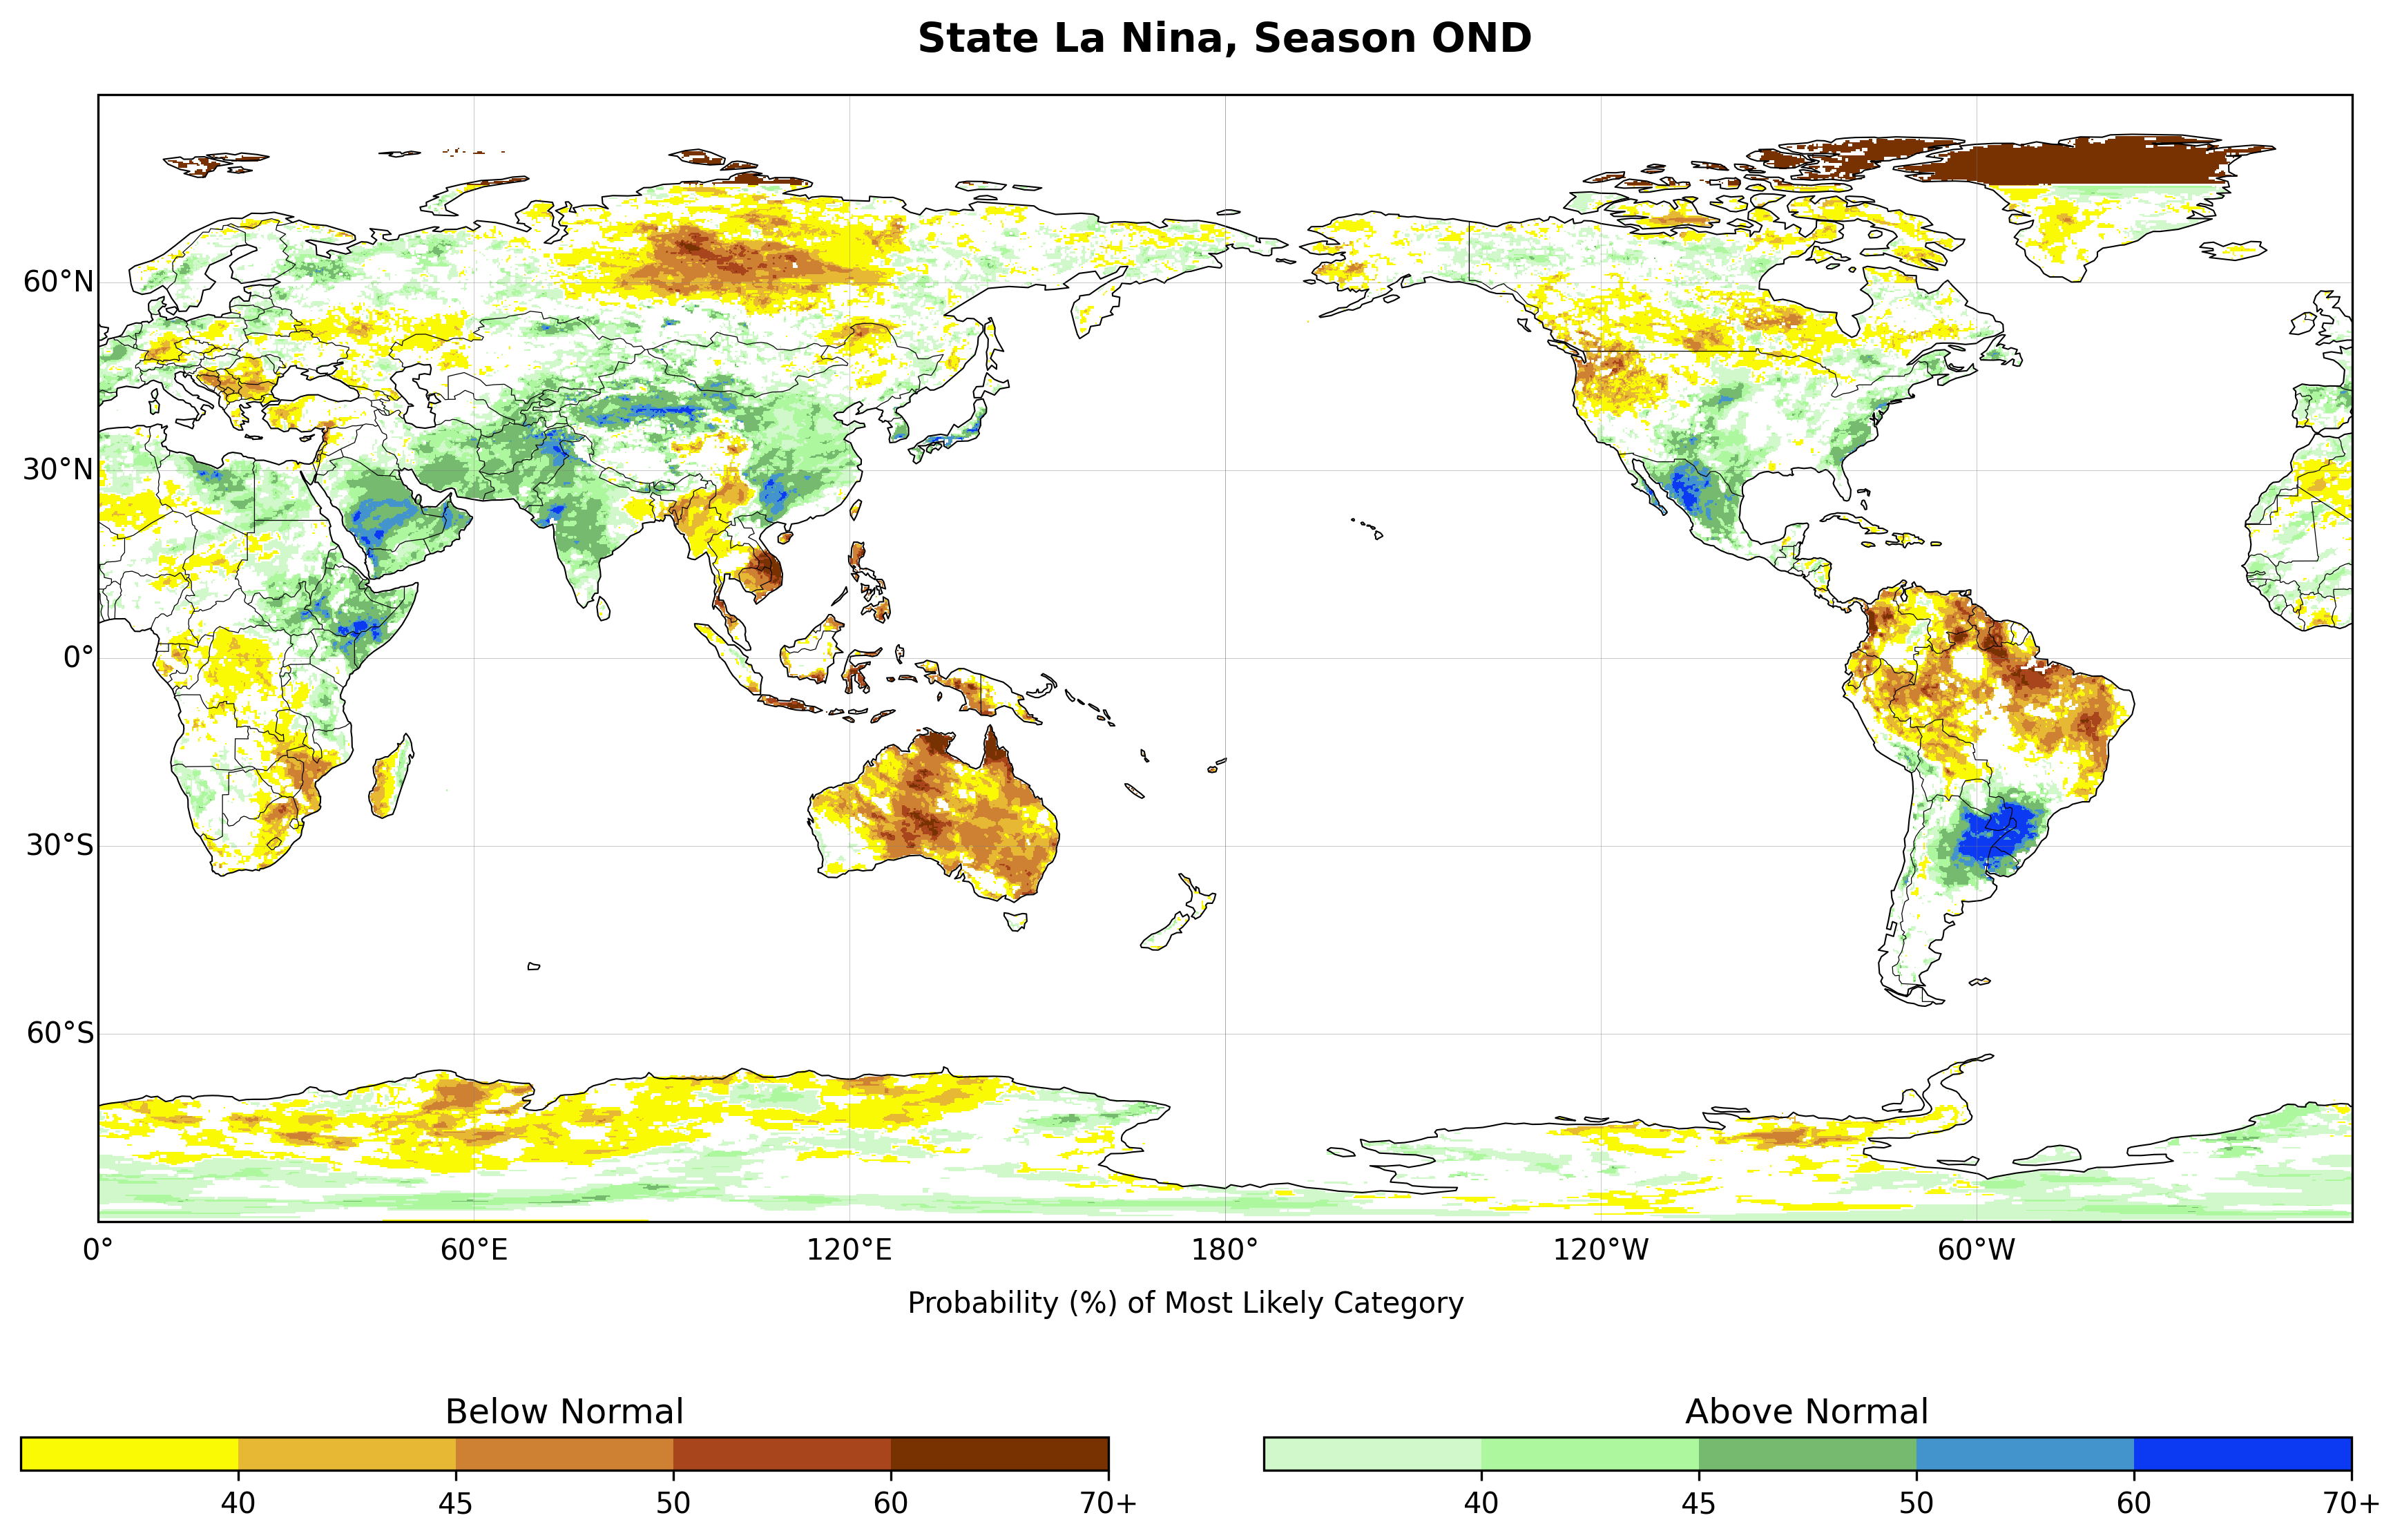 State La Nina, Season OND
60°N
30°N
0°
30°S
60°S
0° 60°E 120°E 180° 120°W 60°W
Probability (%) of Most Likely Category
Below Normal
40 45 50 60 70+
Above Normal
40 45 50 60 70+